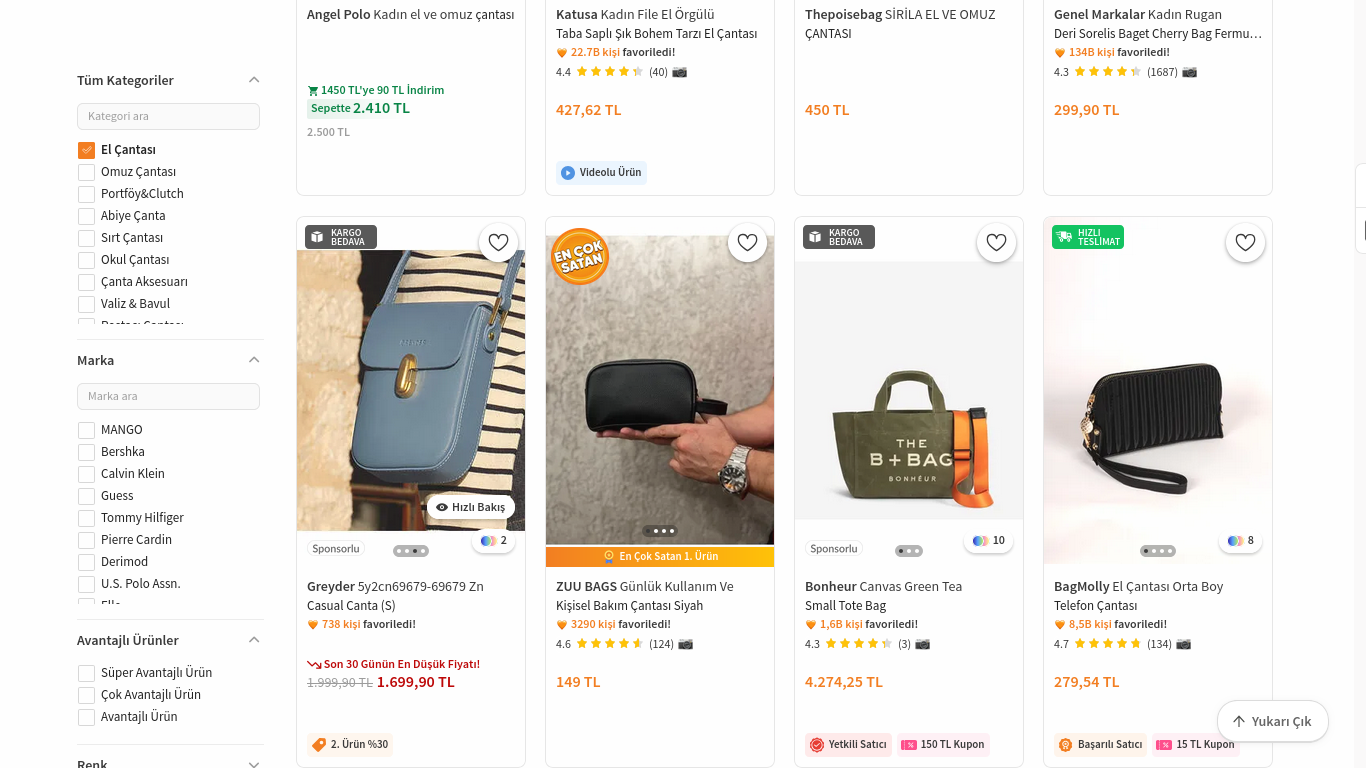 Tüm Kategoriler
Kategori ara
El Çantası
Omuz Çantası
Portföy&Clutch
Abiye Çanta
Sırt Çantası
Okul Çantası
Çanta Aksesuarı
Valiz & Bavul
Marka
Marka ara
MANGO
Bershka
Calvin Klein
Guess
Tommy Hilfiger
Pierre Cardin
Derimod
U.S. Polo Assn.
Avantajlı Ürünler
Süper Avantajlı Ürün
Çok Avantajlı Ürün
Avantajlı Ürün
Renk
Angel Polo Kadın el ve omuz çantası
1450 TL'ye 90 TL İndirim
Sepette 2.410 TL
2.500 TL
Katusa Kadın File El Örgülü
Taba Saplı Şık Bohem Tarzı El Çantası
22.7B kişi favoriledi!
4.4 (40)
427,62 TL
Videolu Ürün
Thepoisebag SİRİLA EL VE OMUZ
ÇANTASI
450 TL
Genel Markalar Kadın Rugan
Deri Sorelis Baget Cherry Bag Fermu…
134B kişi favoriledi!
4.3 (1687)
299,90 TL
KARGO
BEDAVA
Hızlı Bakış
Sponsorlu
2
Greyder 5y2cn69679-69679 Zn
Casual Canta (S)
738 kişi favoriledi!
Son 30 Günün En Düşük Fiyatı!
1.999,90 TL 1.699,90 TL
2. Ürün %30
EN ÇOK
SATAN
En Çok Satan 1. Ürün
ZUU BAGS Günlük Kullanım Ve
Kişisel Bakım Çantası Siyah
3290 kişi favoriledi!
4.6 (124)
149 TL
KARGO
BEDAVA
THE
B + BAG
BONHEUR
Sponsorlu
10
Bonheur Canvas Green Tea
Small Tote Bag
1,6B kişi favoriledi!
4.3 (3)
4.274,25 TL
Yetkili Satıcı
150 TL Kupon
HIZLI
TESLİMAT
8
BagMolly El Çantası Orta Boy
Telefon Çantası
8,5B kişi favoriledi!
4.7 (134)
279,54 TL
Başarılı Satıcı
15 TL Kupon
Yukarı Çık